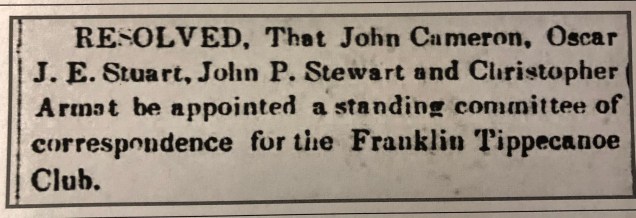 RESOLVED, That John Cameron, Oscar
J. E. Stuart, John P. Stewart and Christopher
Armat be appointed a standing committee of
correspondence for the Franklin Tippecanoe
Club.